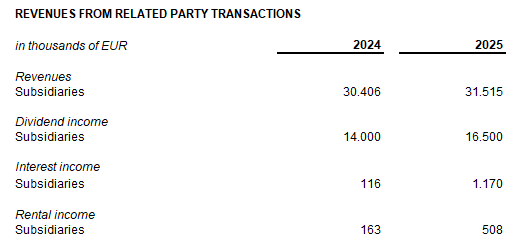 REVENUES FROM RELATED PARTY TRANSACTIONS
in thousands of EUR 2024 2025
Revenues
Subsidiaries 30.406 31.515
Dividend income
Subsidiaries 14.000 16.500
Interest income
Subsidiaries 116 1.170
Rental income
Subsidiaries 163 508